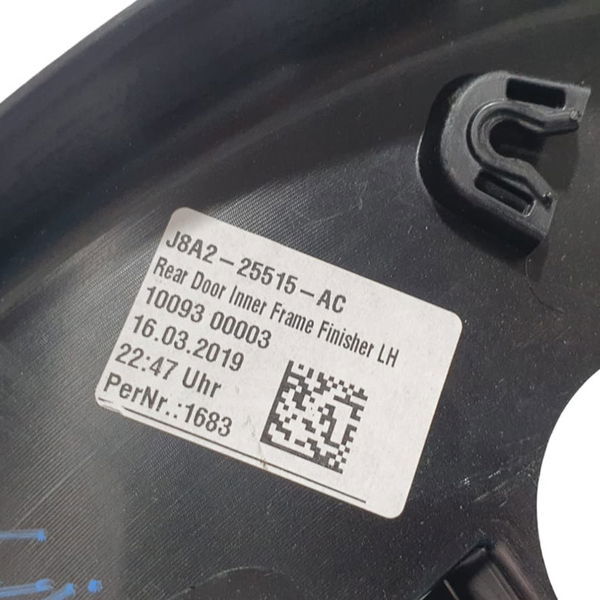 J8A2-25515-AC
Rear Door Inner Frame Finisher LH
10093 00003
16.03.2019
22:47 Uhr
PerNr.:1683